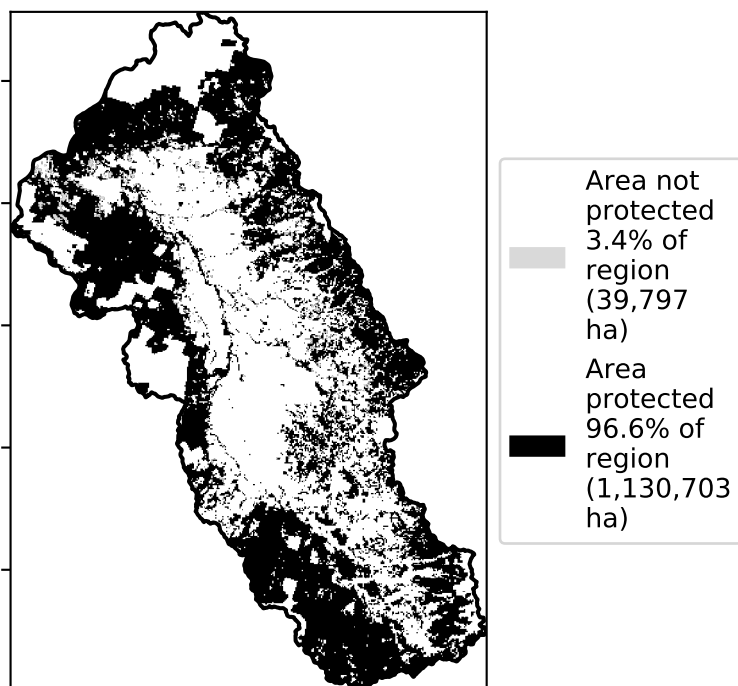 Area not
protected
3.4% of
region
(39,797
ha)
Area
protected
96.6% of
region
(1,130,703
ha)